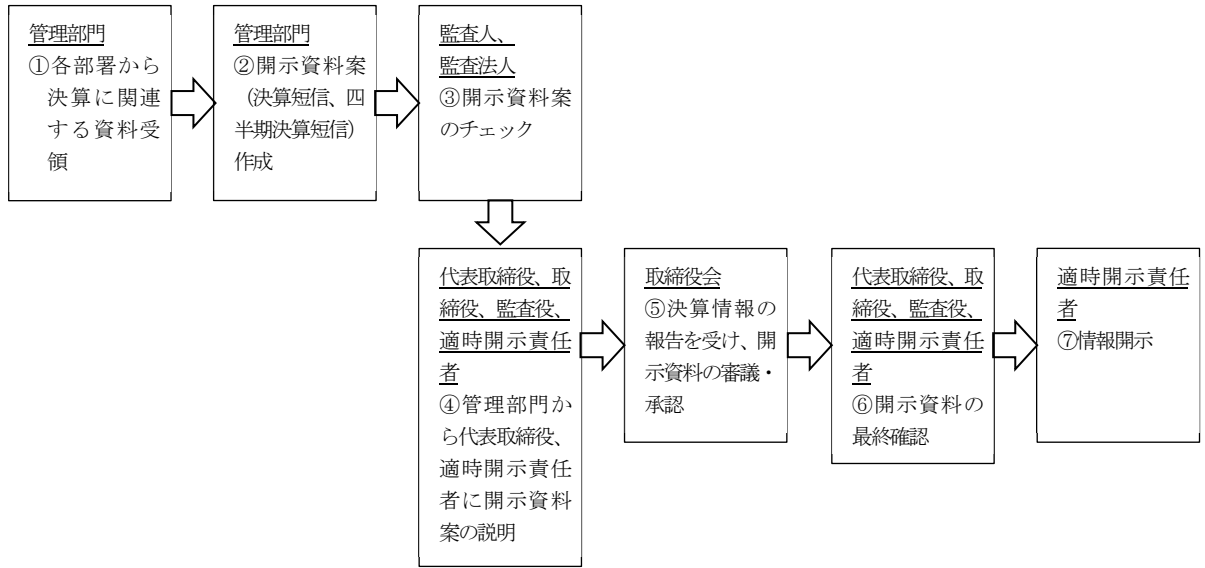 管理部門
①各部署から
決算に関連
する資料受
領
管理部門
②開示資料案
(決算短信、四
半期決算短信)
作成
監査人、
監査法人
③開示資料案
のチェック
代表取締役、取
締役、監査役、
適時開示責任
者
④管理部門か
ら代表取締役、
適時開示責任
者に開示資料
案の説明
取締役会
⑤決算情報の
報告を受け、開
示資料の審議・
承認
代表取締役、取
締役、監査役、
適時開示責任
者
⑥開示資料の
最終確認
適時開示責任
者
⑦情報開示